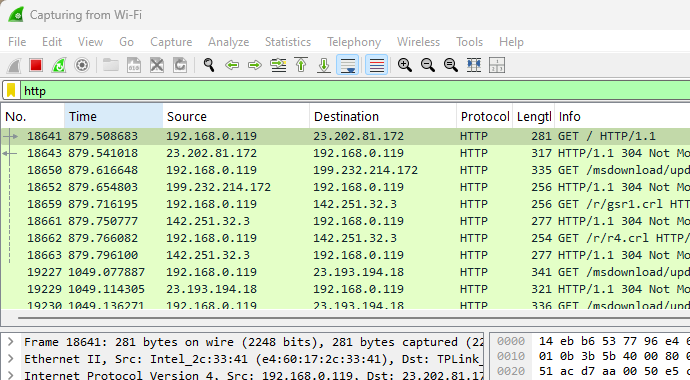 Capturing from Wi-Fi
File Edit View Go Capture Analyze Statistics Telephony Wireless Tools Help
http
No. Time Source Destination Protocol Lengtl Info
18641 879.508683 192.168.0.119 23.202.81.172 HTTP 281 GET / HTTP/1.1
18643 879.541018 23.202.81.172 192.168.0.119 HTTP 317 HTTP/1.1 304 Not Mo
18650 879.616648 192.168.0.119 199.232.214.172 HTTP 335 GET /msdownload/upd
18652 879.654803 199.232.214.172 192.168.0.119 HTTP 256 HTTP/1.1 304 Not Mo
18659 879.716195 192.168.0.119 142.251.32.3 HTTP 256 GET /r/gsr1.crl HTT
18661 879.750777 142.251.32.3 192.168.0.119 HTTP 277 HTTP/1.1 304 Not Mo
18662 879.766082 192.168.0.119 142.251.32.3 HTTP 254 GET /r/r4.crl HTTP/
18663 879.796100 142.251.32.3 192.168.0.119 HTTP 277 HTTP/1.1 304 Not Mo
19227 1049.077887 192.168.0.119 23.193.194.18 HTTP 341 GET /msdownload/upd
19229 1049.114305 23.193.194.18 192.168.0.119 HTTP 321 HTTP/1.1 304 Not Mo
19230 1049.136271 192.168.0.119 23.193.194.18 HTTP 336 GET /msdownload/upd
Frame 18641: 281 bytes on wire (2248 bits), 281 bytes captured (22
Ethernet II, Src: Intel_2c:33:41 (e4:60:17:2c:33:41), Dst: TPLink_
Internet Protocol Version 4, Src: 192.168.0.119, Dst: 23.202.81.17
0000 14 eb b6 53 77 96 e4 6
0010 01 0b 3b 5b 40 00 80 0
0020 51 ac d7 aa 00 50 e5 c